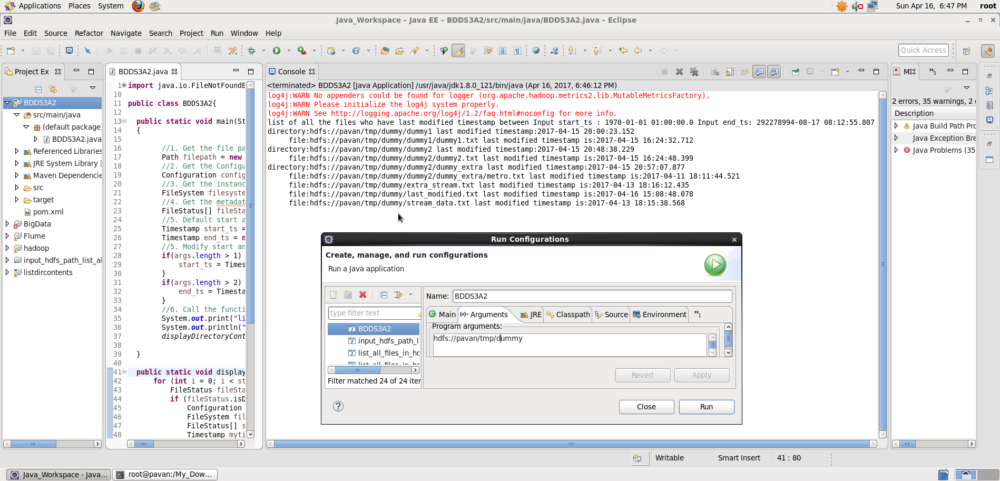 Applications Places System
Sun Apr 16, 6:47 PM root
Java_Workspace - Java EE - BDDS3A2/src/main/java/BDDS3A2.java - Eclipse
File Edit Source Refactor Navigate Search Project Run Window Help
Quick Access
Project Ex
BDDS3A2
src/main/java
(default package
BDDS3A2.java
Referenced Libraries
JRE System Library [
Maven Dependencie
src
target
pom.xml
BigData
Flume
hadoop
input_hdfs_path_list_al
listdircontents
BDDS3A2.java
1 import java.io.FileNotFoundE
10
11 public class BDDS3A2{
12
13 public static void main(St
14 {
15
16 //1. Get the file pa
17 Path filepath = new
18 //2. Get the Configu
19 Configuration config
20 //3. Get the instanc
21 FileSystem filesyste
22 //4. Get the metadat
23 FileStatus[] fileSta
24 //5. Default start a
25 Timestamp start_ts =
26 Timestamp end_ts = n
27 //5. Modify start an
28 if(args.length > 1)
29 start_ts = Times
30 }
31 if(args.length > 2)
32 end_ts = Timesta
33 }
34 //6. Call the functi
35 System.out.print("li
36 System.out.println("
37 displayDirectoryCont
38
39 }
40
41 public static void display
42 for (int i = 0; i < st
43 FileStatus fileSta
44 if (fileStatus.isD
45 Configuration
46 FileSystem fil
47 FileStatus[] s
48 Timestamp myti
Console
<terminated> BDDS3A2 [Java Application] /usr/java/jdk1.8.0_121/bin/java (Apr 16, 2017, 6:46:12 PM)
log4j:WARN No appenders could be found for logger (org.apache.hadoop.metrics2.lib.MutableMetricsFactory).
log4j:WARN Please initialize the log4j system properly.
log4j:WARN See http://logging.apache.org/log4j/1.2/faq.html#noconfig for more info.
list of all the files who have last modified timestamp between Input start_ts : 1970-01-01 01:00:00.0 Input end_ts: 292278994-08-17 08:12:55.807
directory:hdfs://pavan/tmp/dummy/dummy1 last modified timestamp:2017-04-15 20:00:23.152
file:hdfs://pavan/tmp/dummy/dummy1/dummy1.txt last modified timestamp is:2017-04-15 16:24:32.712
directory:hdfs://pavan/tmp/dummy/dummy2 last modified timestamp:2017-04-15 20:48:38.229
file:hdfs://pavan/tmp/dummy/dummy2/dummy2.txt last modified timestamp is:2017-04-15 16:24:48.399
directory:hdfs://pavan/tmp/dummy/dummy2/dummy_extra last modified timestamp:2017-04-15 20:57:07.877
file:hdfs://pavan/tmp/dummy/dummy2/dummy_extra/metro.txt last modified timestamp is:2017-04-11 18:11:44.521
file:hdfs://pavan/tmp/dummy/extra_stream.txt last modified timestamp is:2017-04-13 18:16:12.435
file:hdfs://pavan/tmp/dummy/last_modified.txt last modified timestamp is:2017-04-16 15:08:48.078
file:hdfs://pavan/tmp/dummy/stream_data.txt last modified timestamp is:2017-04-13 18:15:38.568
Run Configurations
Create, manage, and run configurations
Run a Java application
type filter text
BDDS3A2
input_hdfs_path_l
list_all_files_in_hd
Filter matched 24 of 24 iter
Name: BDDS3A2
Main Arguments JRE Classpath Source Environment »1
Program arguments:
hdfs://pavan/tmp/dummy
Revert Apply
Close Run
»5
2 errors, 35 warnings, 2
Description
Java Build Path Pro
Java Exception Bre
Java Problems (35
Writable Smart Insert 41 : 80
Java_Workspace - Java... root@pavan:/My_Dow...